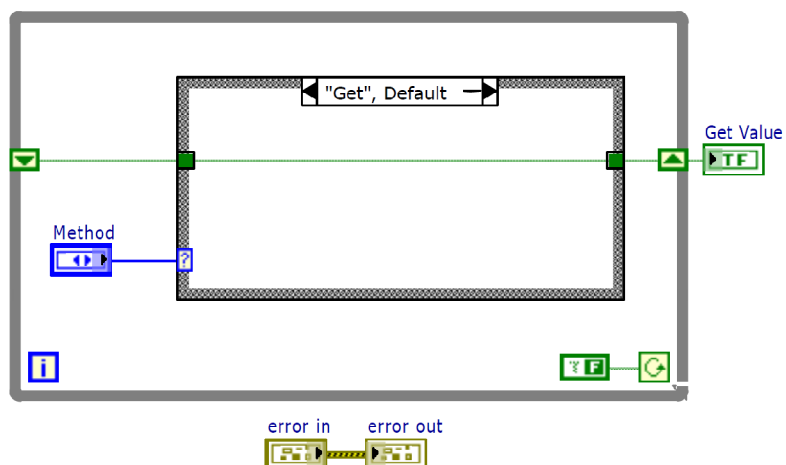 "Get", Default
Get Value
TF
Method
?
i
F
error in error out